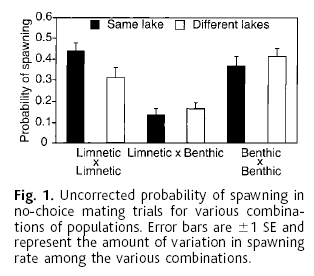 Probability of spawning
■ Same lake □ Different lakes
0.6
0.5
0.4
0.3
0.2
0.1
0
Limnetic
x
Limnetic
Limnetic x Benthic
Benthic
x
Benthic
Fig. 1. Uncorrected probability of spawning in
no-choice mating trials for various combina-
tions of populations. Error bars are ±1 SE and
represent the amount of variation in spawning
rate among the various combinations.